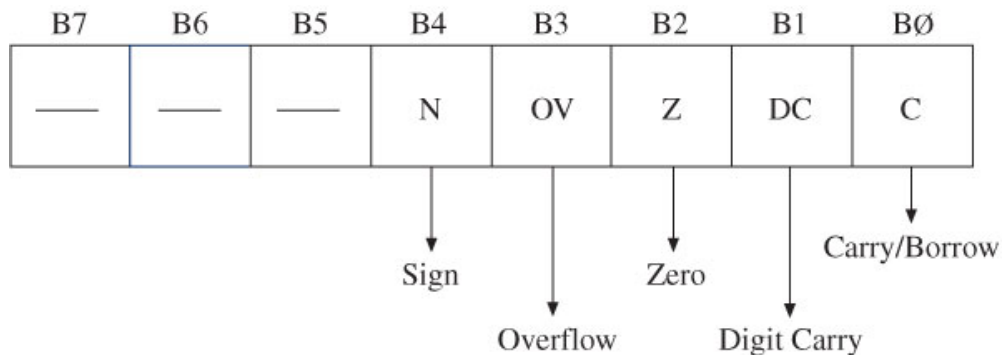 B7 B6 B5 B4 B3 B2 B1 BØ
— — — N OV Z DC C
Carry/Borrow
Sign Zero
Overflow Digit Carry